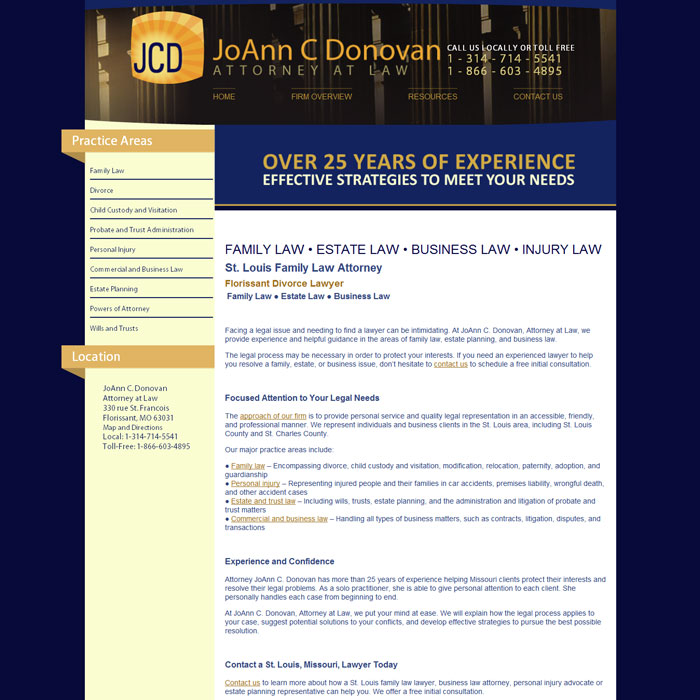 JCD
JoAnn C Donovan
ATTORNEY AT LAW
CALL US LOCALLY OR TOLL FREE
1 - 314 - 714 - 5541
1 - 866 - 603 - 4895
HOME
FIRM OVERVIEW
RESOURCES
CONTACT US
Practice Areas
Family Law
Divorce
Child Custody and Visitation
Probate and Trust Administration
Personal Injury
Commercial and Business Law
Estate Planning
Powers of Attorney
Wills and Trusts
Location
JoAnn C. Donovan
Attorney at Law
330 rue St. Francois
Florissant, MO 63031
Map and Directions
Local: 1-314-714-5541
Toll-Free: 1-866-603-4895
OVER 25 YEARS OF EXPERIENCE
EFFECTIVE STRATEGIES TO MEET YOUR NEEDS
FAMILY LAW • ESTATE LAW • BUSINESS LAW • INJURY LAW
St. Louis Family Law Attorney
Florissant Divorce Lawyer
Family Law ● Estate Law ● Business Law
Facing a legal issue and needing to find a lawyer can be intimidating. At JoAnn C. Donovan, Attorney at Law, we
provide experience and helpful guidance in the areas of family law, estate planning, and business law.
The legal process may be necessary in order to protect your interests. If you need an experienced lawyer to help
you resolve a family, estate, or business issue, don't hesitate to contact us to schedule a free initial consultation.
Focused Attention to Your Legal Needs
The approach of our firm is to provide personal service and quality legal representation in an accessible, friendly,
and professional manner. We represent individuals and business clients in the St. Louis area, including St. Louis
County and St. Charles County.
Our major practice areas include:
● Family law – Encompassing divorce, child custody and visitation, modification, relocation, paternity, adoption, and
guardianship
● Personal injury – Representing injured people and their families in car accidents, premises liability, wrongful death,
and other accident cases
● Estate and trust law – Including wills, trusts, estate planning, and the administration and litigation of probate and
trust matters
● Commercial and business law – Handling all types of business matters, such as contracts, litigation, disputes, and
transactions
Experience and Confidence
Attorney JoAnn C. Donovan has more than 25 years of experience helping Missouri clients protect their interests and
resolve their legal problems. As a solo practitioner, she is able to give personal attention to each client. She
personally handles each case from beginning to end.
At JoAnn C. Donovan, Attorney at Law, we put your mind at ease. We will explain how the legal process applies to
your case, suggest potential solutions to your conflicts, and develop effective strategies to pursue the best possible
resolution.
Contact a St. Louis, Missouri, Lawyer Today
Contact us to learn more about how a St. Louis family law lawyer, business law attorney, personal injury advocate or
estate planning representative can help you. We offer a free initial consultation.